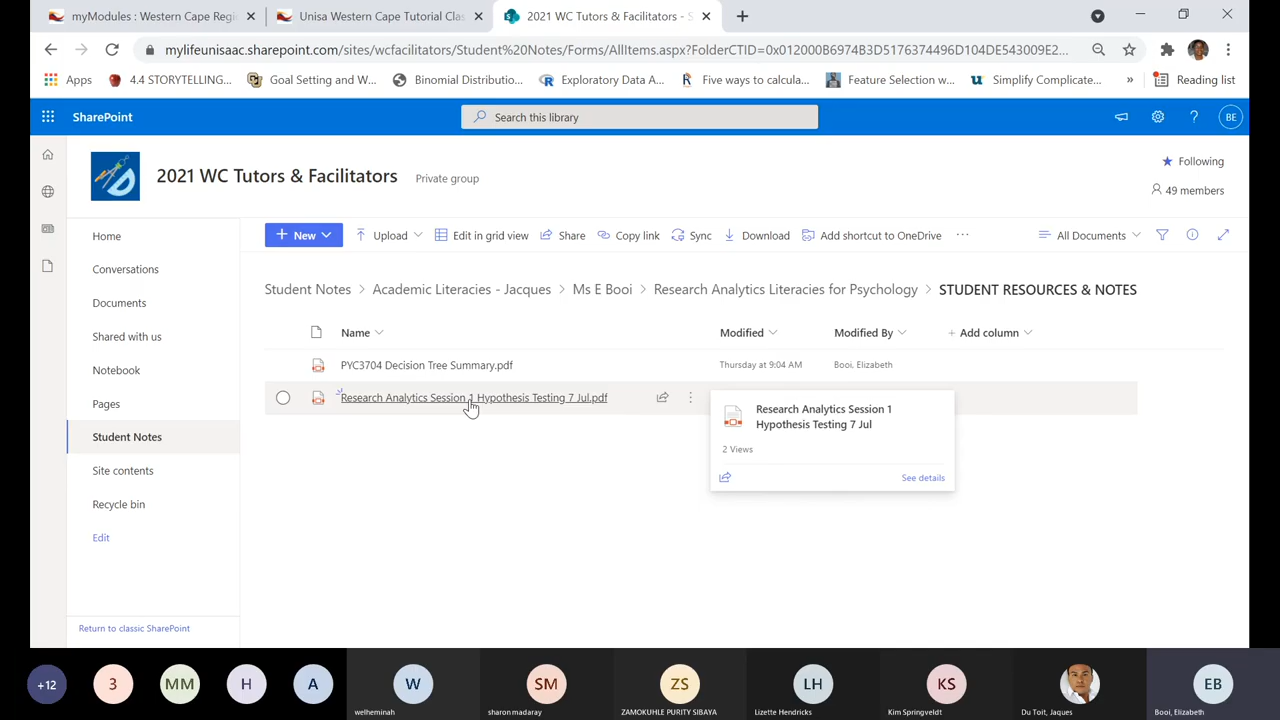 myModules : Western Cape Regi
Unisa Western Cape Tutorial Clas
2021 WC Tutors & Facilitators - S
mylifeunisaac.sharepoint.com/sites/wcfacilitators/Student%20Notes/Forms/AllItems.aspx?FolderCTID=0x012000B6974B3D5176374496D104DE543009E2...
Apps
4.4 STORYTELLING...
Goal Setting and W...
Binomial Distributio...
Exploratory Data A...
Five ways to calcula...
Feature Selection w...
Simplify Complicate...
»
Reading list
SharePoint
Search this library
BE
2021 WC Tutors & Facilitators
Private group
Following
49 members
New
Upload
Edit in grid view
Share
Copy link
Sync
Download
Add shortcut to OneDrive
...
All Documents
Home
Conversations
Documents
Shared with us
Notebook
Pages
Student Notes
Site contents
Recycle bin
Edit
Return to classic SharePoint
Student Notes > Academic Literacies - Jacques > Ms E Booi > Research Analytics Literacies for Psychology > STUDENT RESOURCES & NOTES
Name
Modified
Modified By
+ Add column
PYC3704 Decision Tree Summary.pdf
Thursday at 9:04 AM
Booi, Elizabeth
Research Analytics Session 1 Hypothesis Testing 7 Jul.pdf
Research Analytics Session 1
Hypothesis Testing 7 Jul
2 Views
See details
+12
3
MM
H
A
W
welheminah
SM
sharon madaray
ZS
ZAMOKUHLE PURITY SIBAYA
LH
Lizette Hendricks
KS
Kim Springveldt
Du Toit, Jaques
EB
Booi, Elizabeth